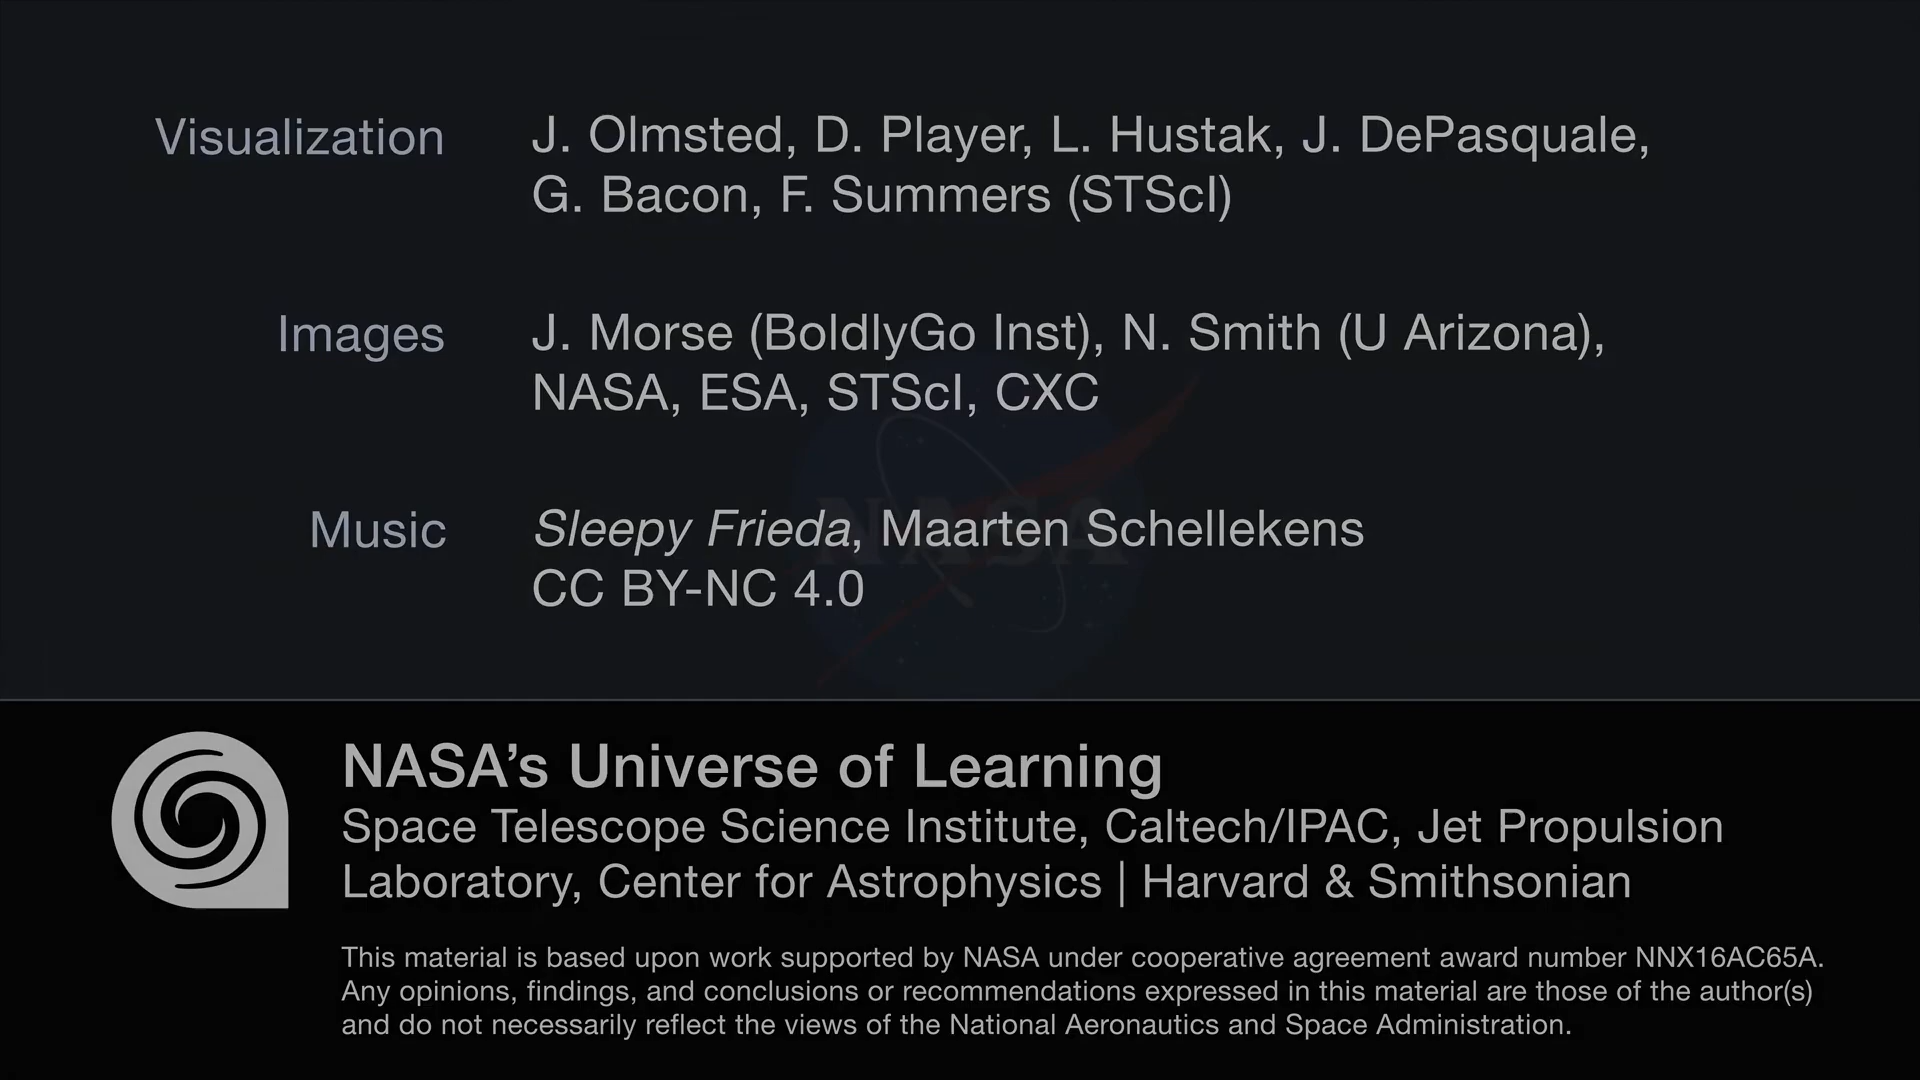 Visualization
J. Olmsted, D. Player, L. Hustak, J. DePasquale,
G. Bacon, F. Summers (STScI)
Images
J. Morse (BoldlyGo Inst), N. Smith (U Arizona),
NASA, ESA, STScI, CXC
Music
Sleepy Frieda, Maarten Schellekens
CC BY-NC 4.0
NASA
NASA’s Universe of Learning
Space Telescope Science Institute, Caltech/IPAC, Jet Propulsion
Laboratory, Center for Astrophysics | Harvard & Smithsonian
This material is based upon work supported by NASA under cooperative agreement award number NNX16AC65A.
Any opinions, findings, and conclusions or recommendations expressed in this material are those of the author(s)
and do not necessarily reflect the views of the National Aeronautics and Space Administration.